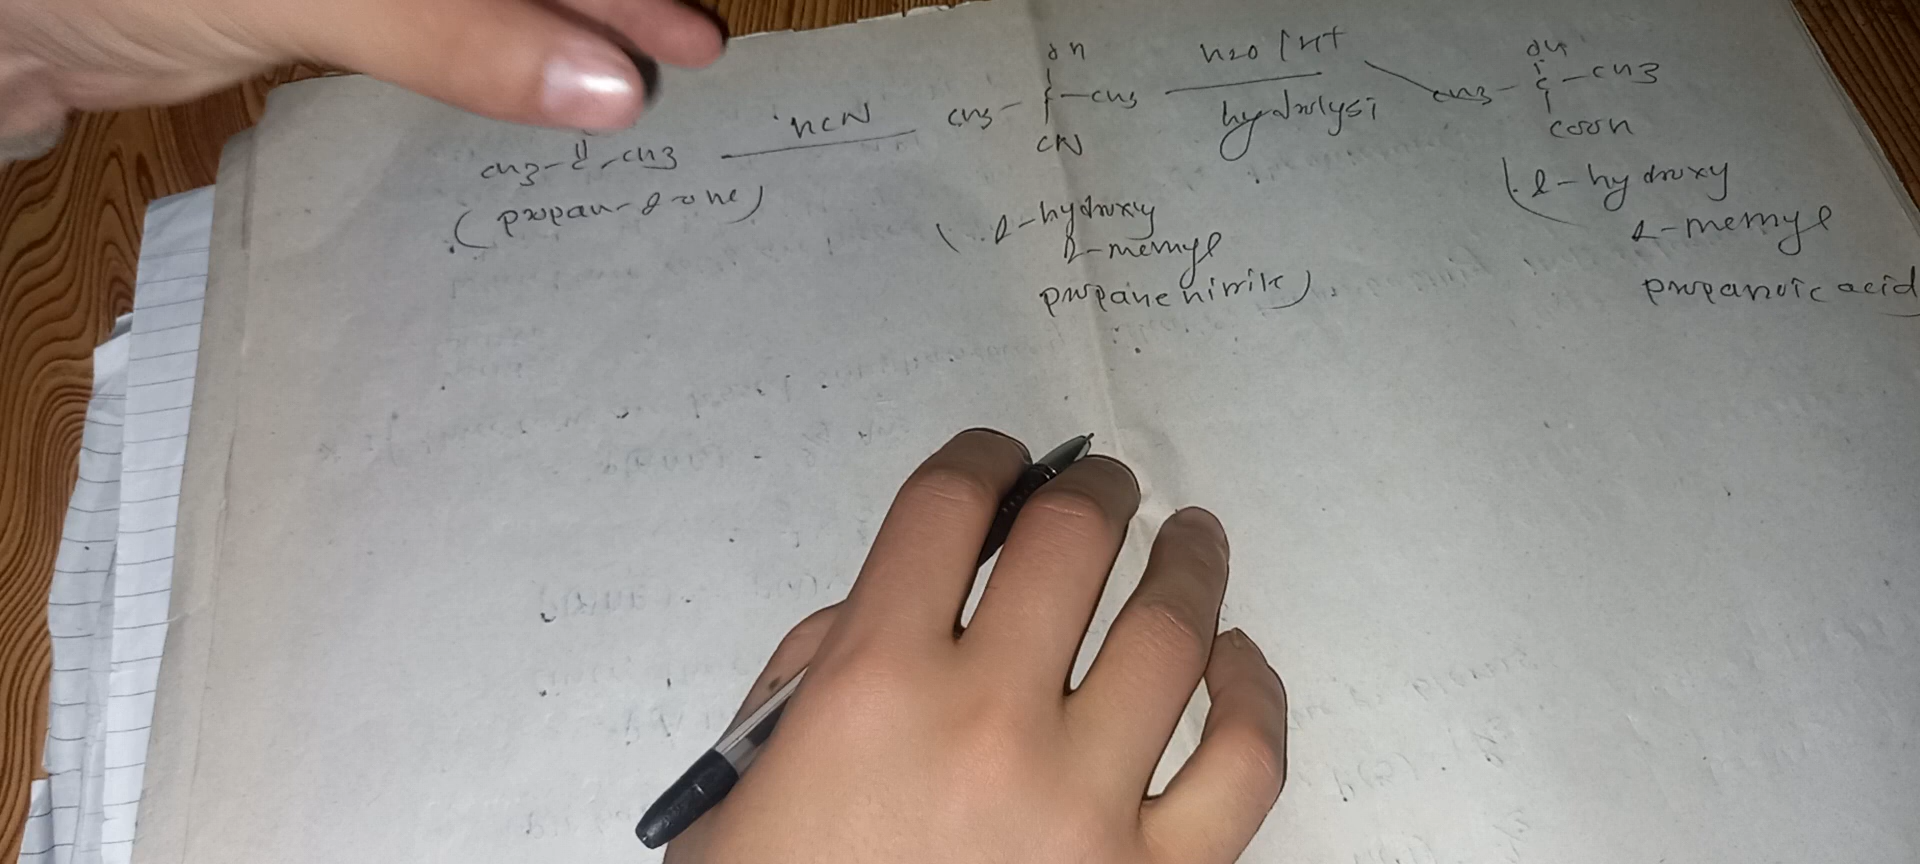 CH3-C-CH3
(propan-2-one)
HCN
OH
CH3-C-CH3
CN
(2-hydroxy
2-methyl
propanenitrile)
H2O/H+
hydrolysi
OH
CH3-C-CH3
COOH
(2-hydroxy
2-methyl
propanoic acid